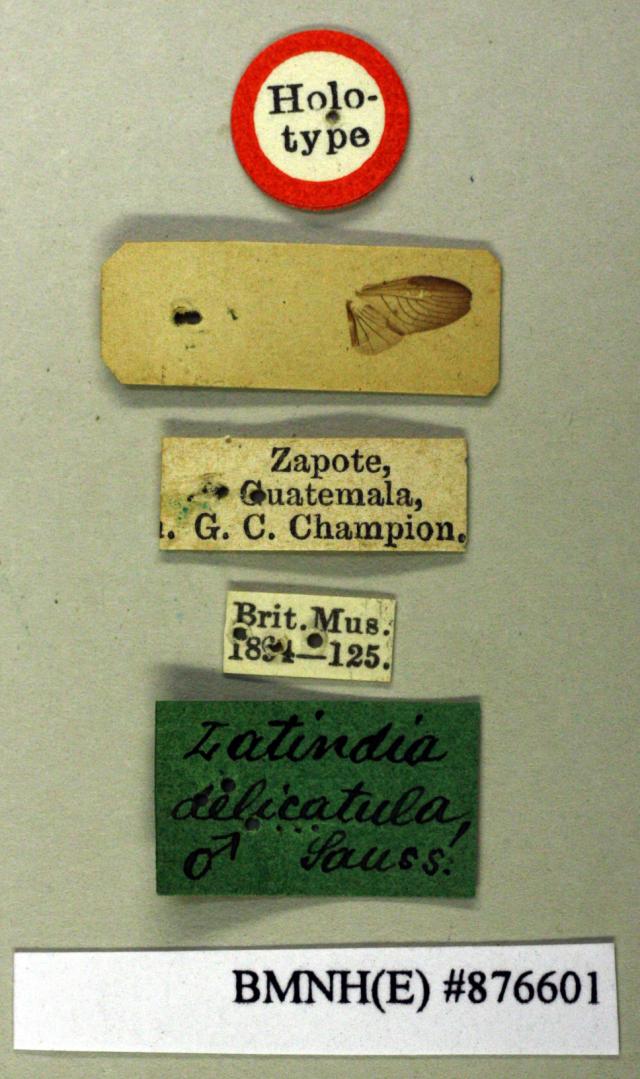 Holo-
type
Zapote,
Guatemala,
. G. C. Champion.
Brit. Mus.
1894—125.
Latindia
delicatula,
♂ Sauss.
BMNH(E) #876601